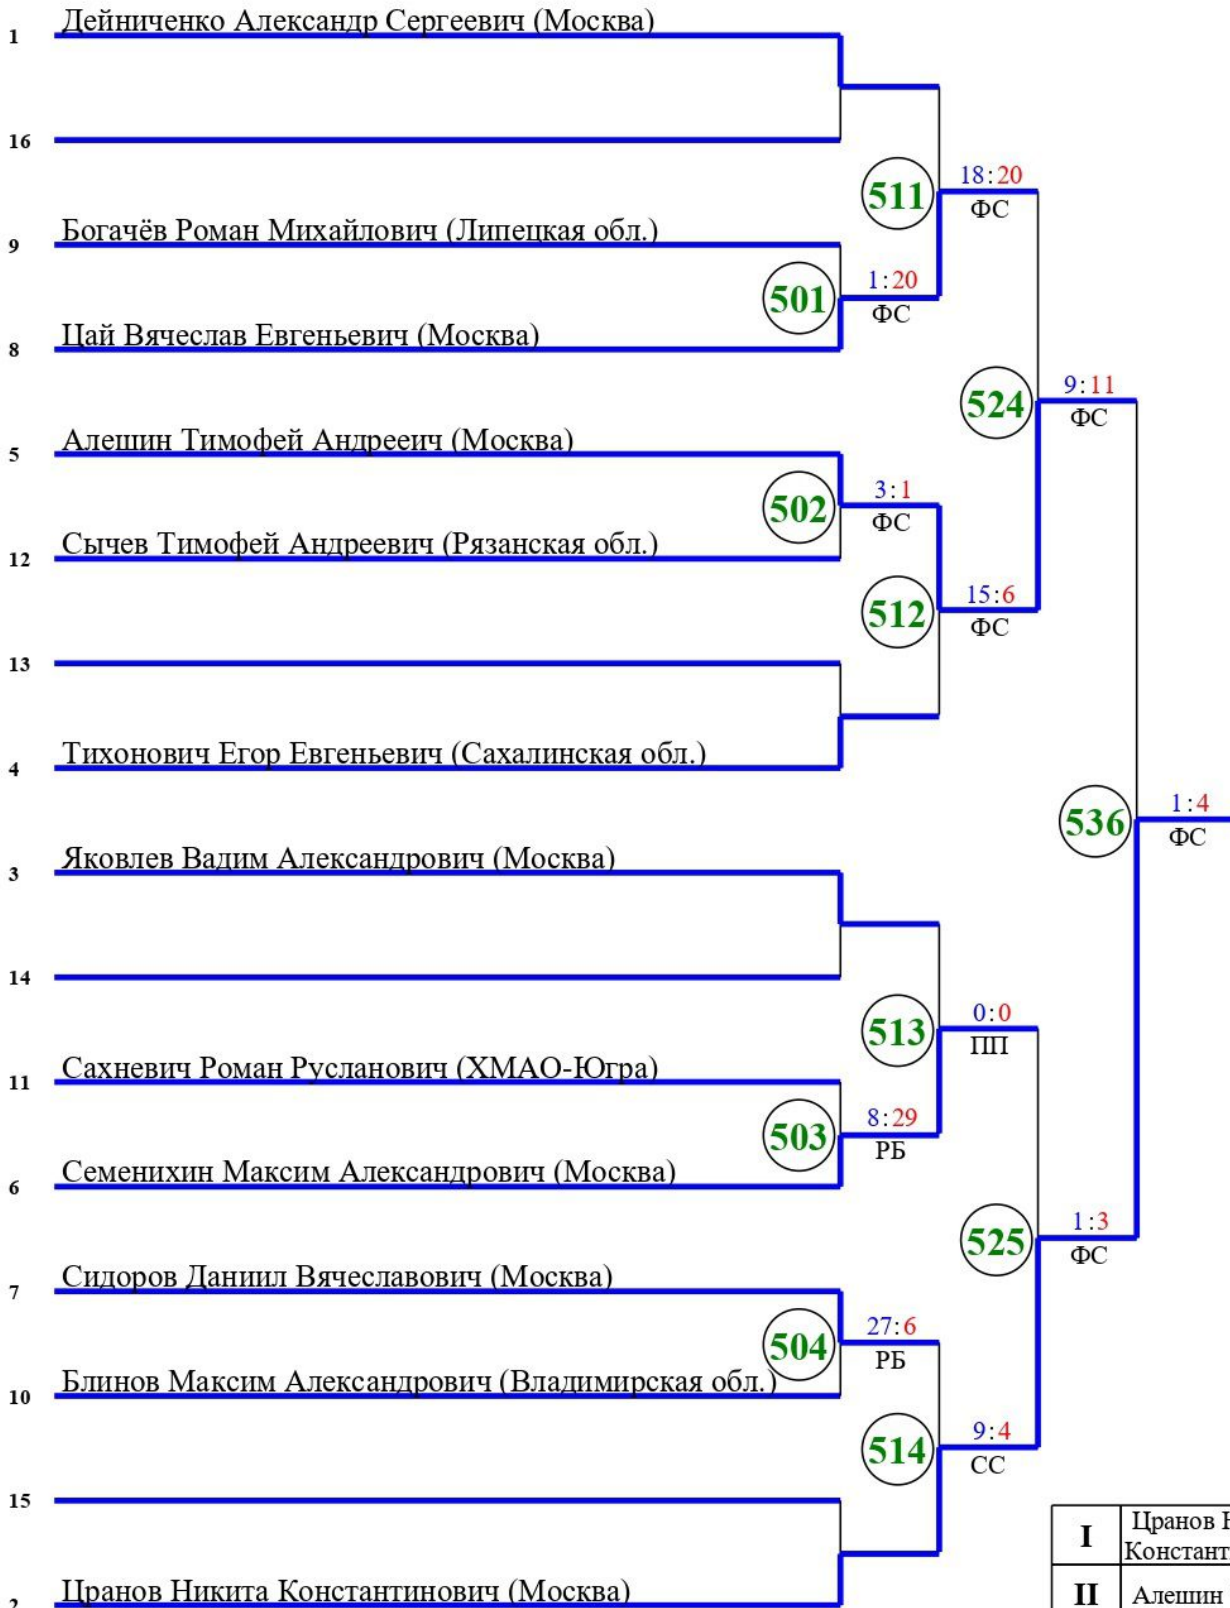 Дейниченко Александр Сергеевич (Москва)
1
16
511
18:20
ФС
Богачёв Роман Михайлович (Липецкая обл.)
9
501
1:20
ФС
Цай Вячеслав Евгеньевич (Москва)
8
524
9:11
ФС
Алешин Тимофей Андрееич (Москва)
5
502
3:1
ФС
Сычев Тимофей Андреевич (Рязанская обл.)
12
512
15:6
ФС
13
Тихонович Егор Евгеньевич (Сахалинская обл.)
4
536
1:4
ФС
Яковлев Вадим Александрович (Москва)
3
14
513
0:0
ПП
Сахневич Роман Русланович (ХМАО-Югра)
11
503
8:29
РБ
Семенихин Максим Александрович (Москва)
6
525
1:3
ФС
Сидоров Даниил Вячеславович (Москва)
7
504
27:6
РБ
Блинов Максим Александрович (Владимирская обл.)
10
514
9:4
СС
15
I
Цранов
Константи
Цранов Никита Константинович (Москва)
2
II
Алешин